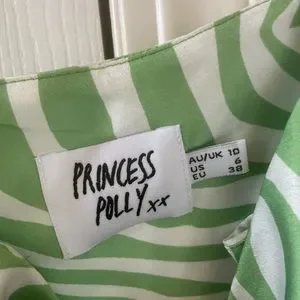 PRINCESS
POLLY xx
AU/UK 10
US 6
EU 38